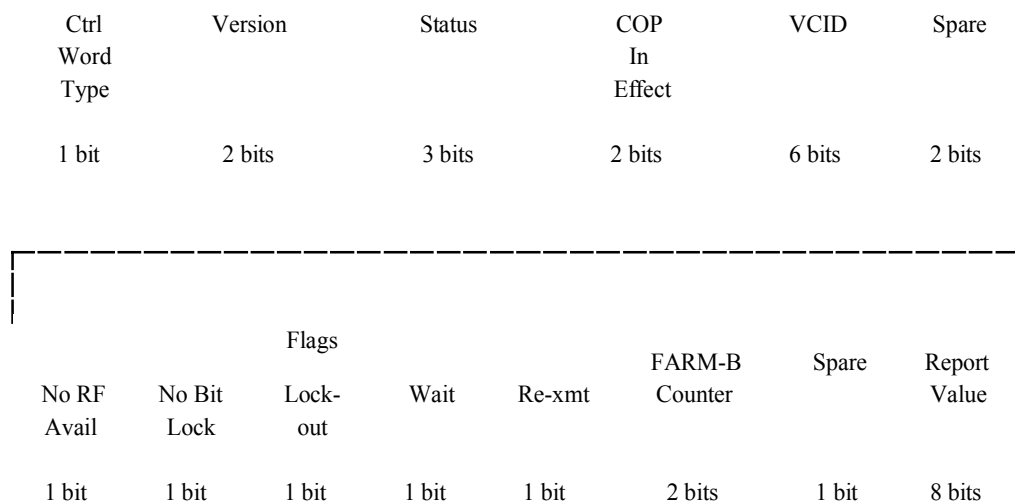 Ctrl Version Status COP VCID Spare
Word In
Type Effect
1 bit 2 bits 3 bits 2 bits 6 bits 2 bits
Flags
FARM-B Spare Report
No RF No Bit Lock- Wait Re-xmt Counter Value
Avail Lock out
1 bit 1 bit 1 bit 1 bit 1 bit 2 bits 1 bit 8 bits